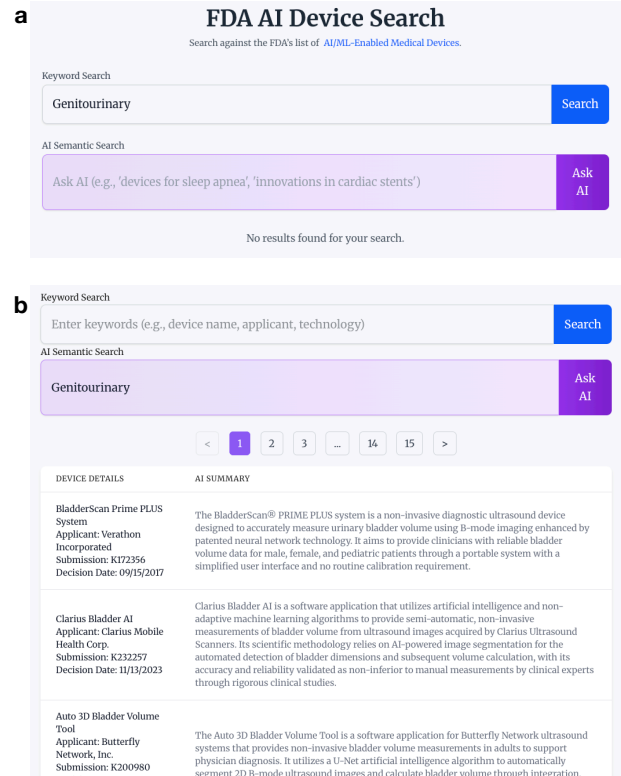 a
FDA AI Device Search
Search against the FDA's list of AI/ML-Enabled Medical Devices.
Keyword Search
Genitourinary
Search
AI Semantic Search
Ask AI (e.g., 'devices for sleep apnea', 'innovations in cardiac stents')
Ask
AI
No results found for your search.
b
Keyword Search
Enter keywords (e.g., device name, applicant, technology)
Search
AI Semantic Search
Genitourinary
Ask
AI
< 1 2 3 ... 14 15 >
DEVICE DETAILS AI SUMMARY
BladderScan Prime PLUS
System
Applicant: Verathon
Incorporated
Submission: K172356
Decision Date: 09/15/2017
The BladderScan® PRIME PLUS system is a non-invasive diagnostic ultrasound device
designed to accurately measure urinary bladder volume using B-mode imaging enhanced by
patented neural network technology. It aims to provide clinicians with reliable bladder
volume data for male, female, and pediatric patients through a portable system with a
simplified user interface and no routine calibration requirement.
Clarius Bladder AI
Applicant: Clarius Mobile
Health Corp.
Submission: K232257
Decision Date: 11/13/2023
Clarius Bladder AI is a software application that utilizes artificial intelligence and non-
adaptive machine learning algorithms to provide semi-automatic, non-invasive
measurements of bladder volume from ultrasound images acquired by Clarius Ultrasound
Scanners. Its scientific methodology relies on AI-powered image segmentation for the
automated detection of bladder dimensions and subsequent volume calculation, with its
accuracy and reliability validated as non-inferior to manual measurements by clinical experts
through rigorous clinical studies.
Auto 3D Bladder Volume
Tool
Applicant: Butterfly
Network, Inc.
Submission: K200980
The Auto 3D Bladder Volume Tool is a software application for Butterfly Network ultrasound
systems that provides non-invasive bladder volume measurements in adults to support
physician diagnosis. It utilizes a U-Net artificial intelligence algorithm to automatically
segment 2D B-mode ultrasound images and calculate bladder volume through integration.